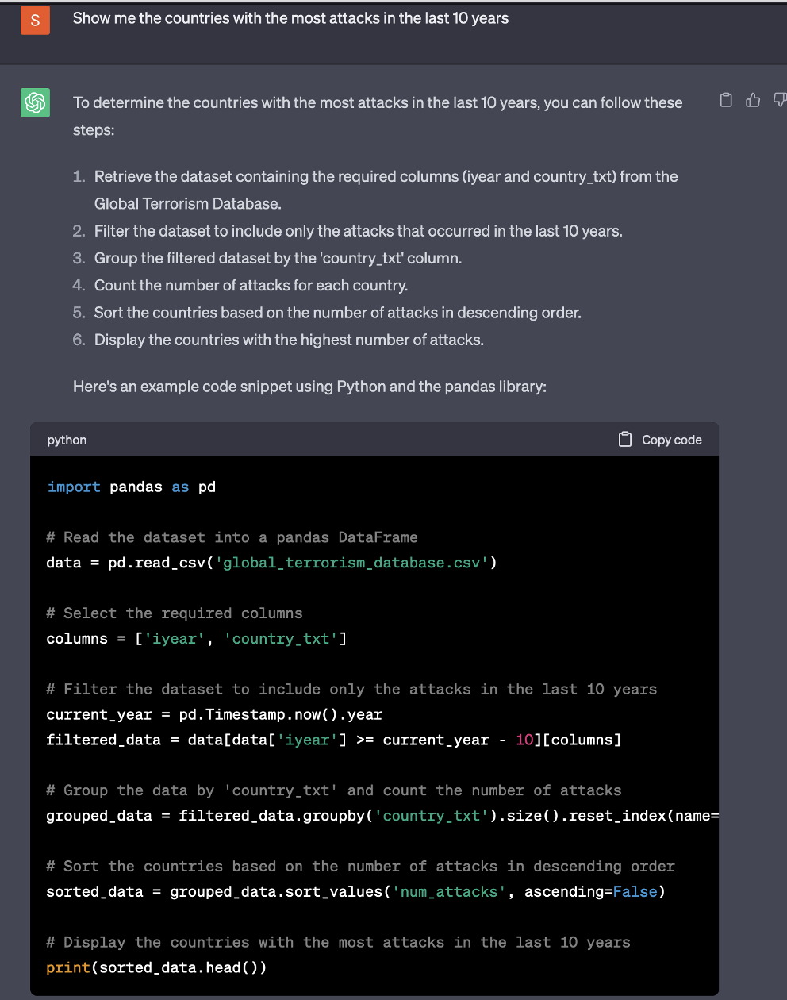 S
Show me the countries with the most attacks in the last 10 years
To determine the countries with the most attacks in the last 10 years, you can follow these
steps:
1. Retrieve the dataset containing the required columns (iyear and country_txt) from the
Global Terrorism Database.
2. Filter the dataset to include only the attacks that occurred in the last 10 years.
3. Group the filtered dataset by the 'country_txt' column.
4. Count the number of attacks for each country.
5. Sort the countries based on the number of attacks in descending order.
6. Display the countries with the highest number of attacks.
Here's an example code snippet using Python and the pandas library:
python
Copy code
import pandas as pd
# Read the dataset into a pandas DataFrame
data = pd.read_csv('global_terrorism_database.csv')
# Select the required columns
columns = ['iyear', 'country_txt']
# Filter the dataset to include only the attacks in the last 10 years
current_year = pd.Timestamp.now().year
filtered_data = data[data['iyear'] >= current_year - 10][columns]
# Group the data by 'country_txt' and count the number of attacks
grouped_data = filtered_data.groupby('country_txt').size().reset_index(name=
# Sort the countries based on the number of attacks in descending order
sorted_data = grouped_data.sort_values('num_attacks', ascending=False)
# Display the countries with the most attacks in the last 10 years
print(sorted_data.head())